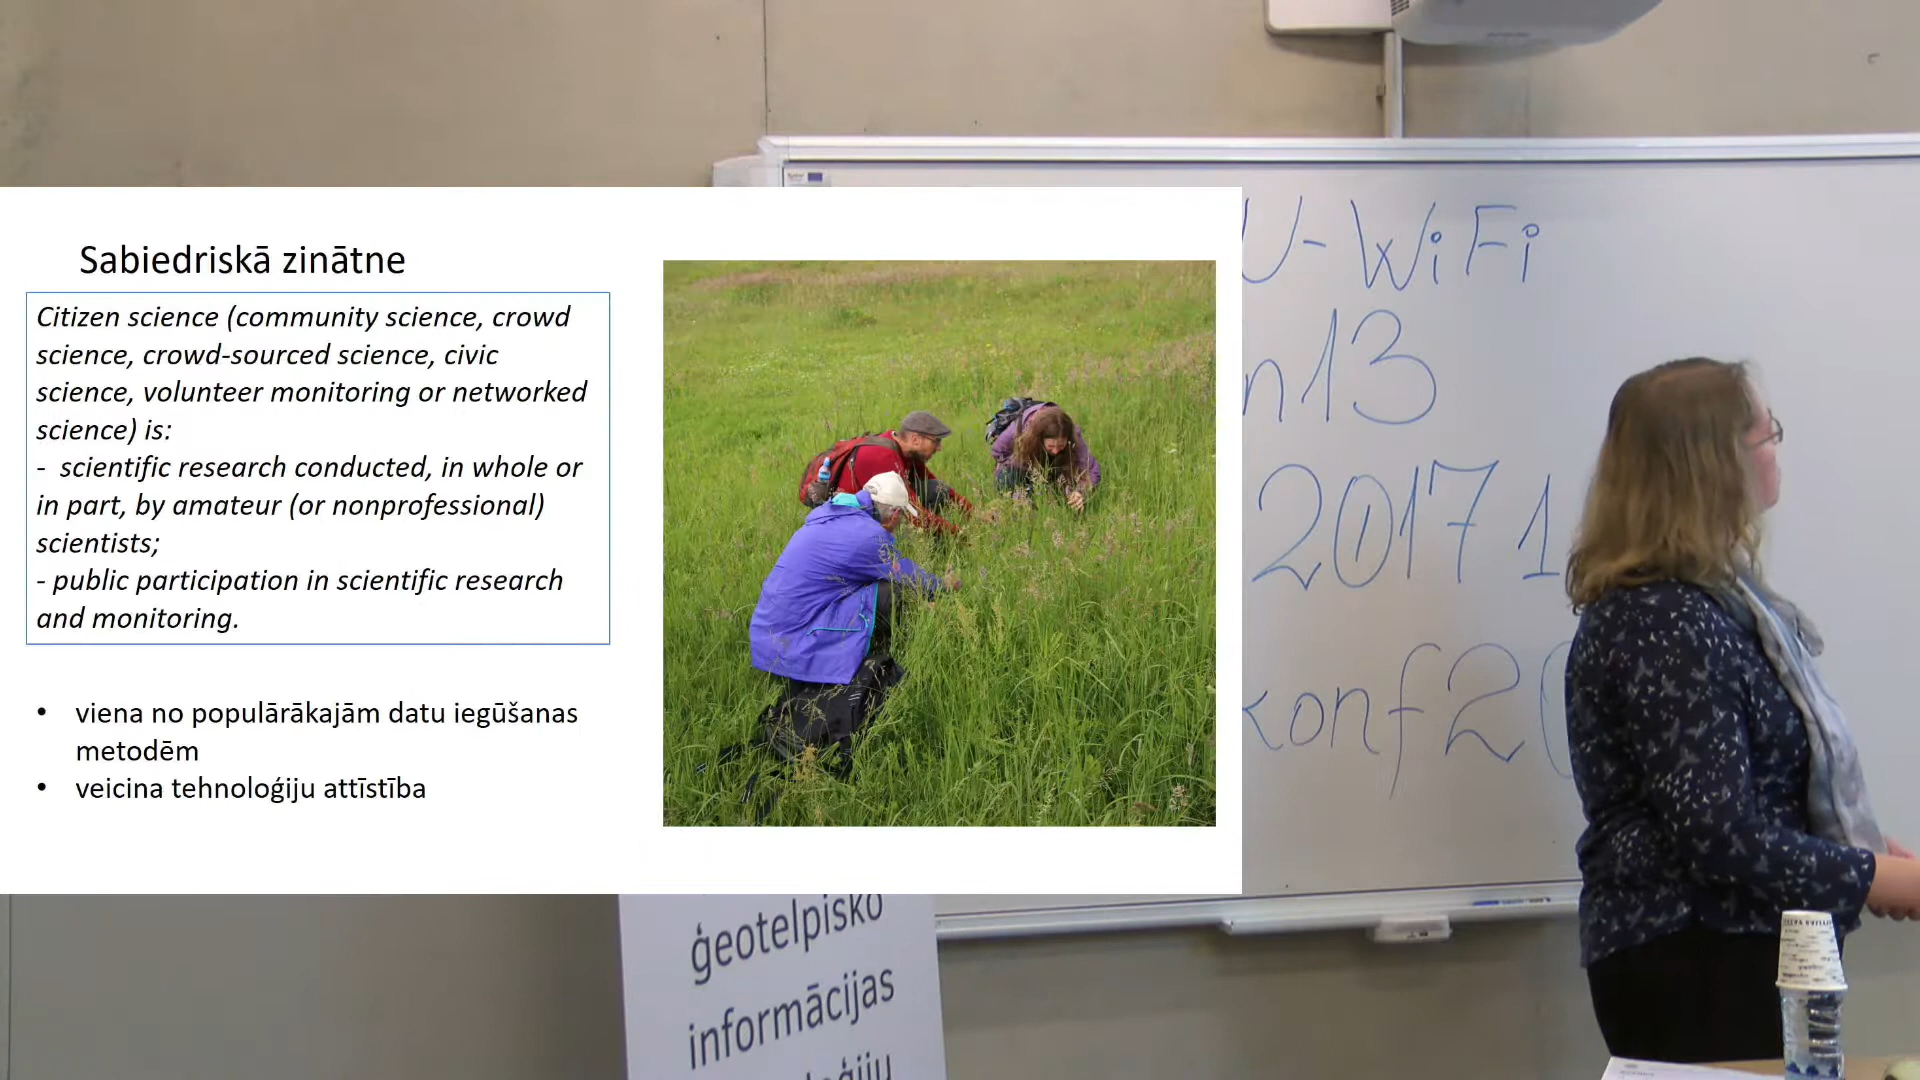 Sabiedriskā zinātne
Citizen science (community science, crowd
science, crowd-sourced science, civic
science, volunteer monitoring or networked
science) is:
- scientific research conducted, in whole or
in part, by amateur (or nonprofessional)
scientists;
- public participation in scientific research
and monitoring.
• viena no populārākajām datu iegūšanas
metodēm
• veicina tehnoloģiju attīstība
U-WiFi
n13
2017 1
konf20
ģeotelpisko
informācijas